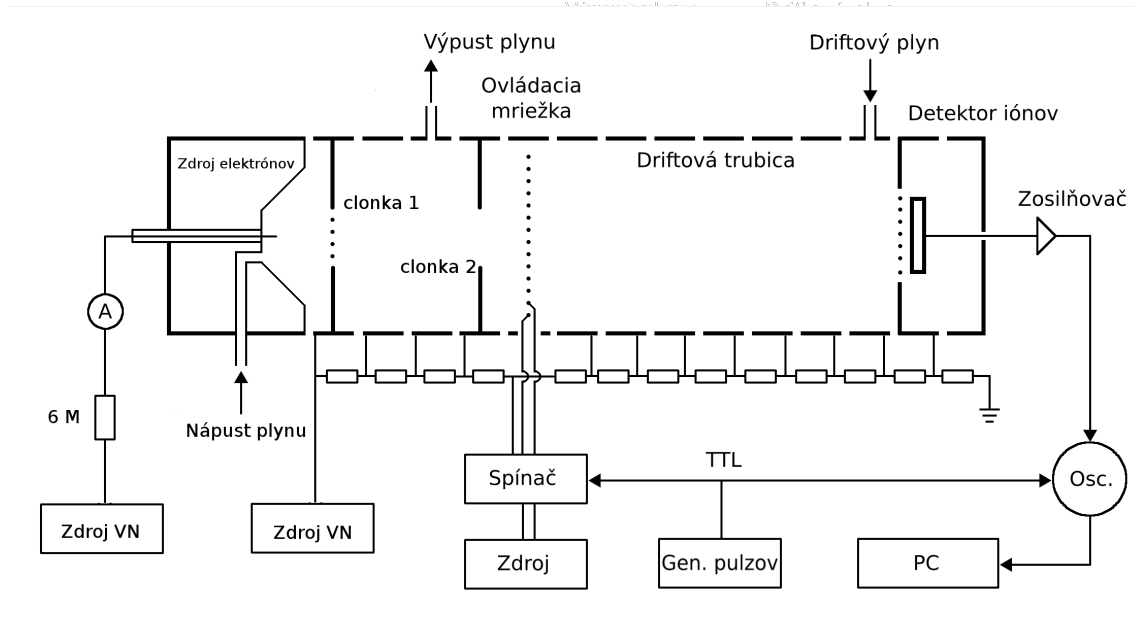 Výpust plynu
Driftový plyn
Ovládacia
mriežka
Detektor iónov
Zdroj elektrónov
Driftová trubica
clonka 1
Zosilňovač
clonka 2
A
6 M
Nápust plynu
TTL
Spínač
Osc.
Zdroj VN
Zdroj VN
Zdroj
Gen. pulzov
PC